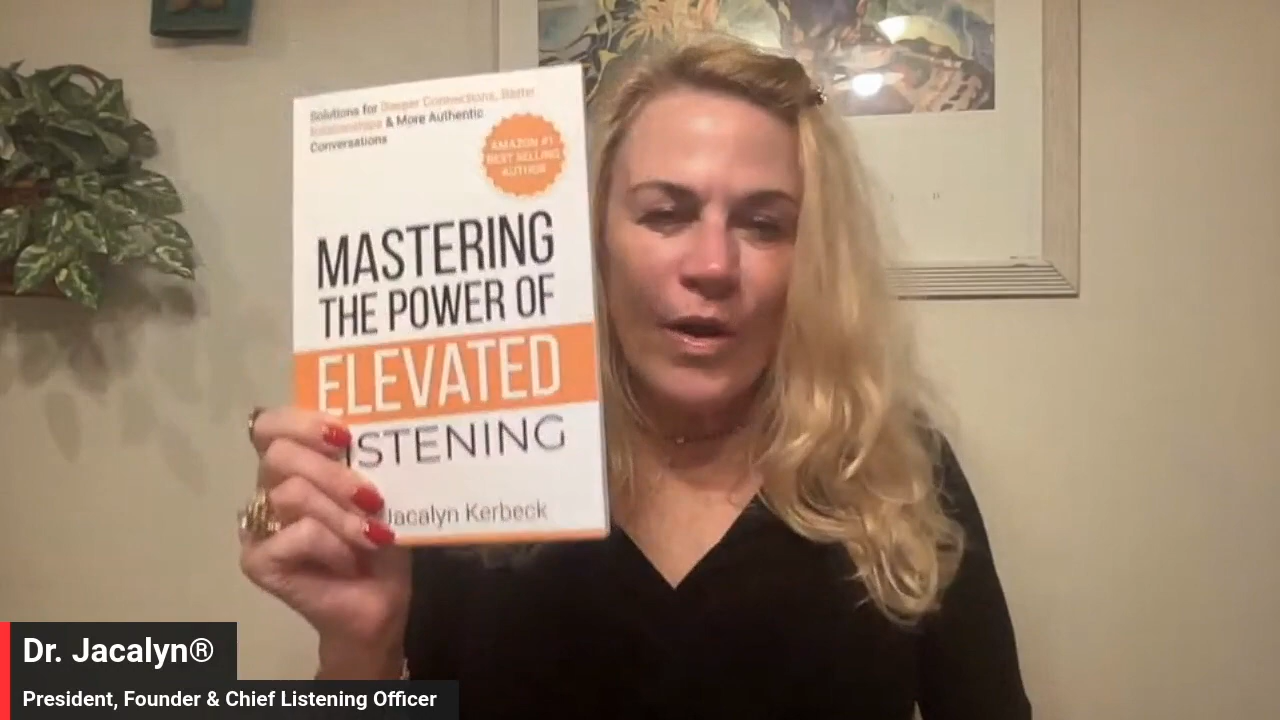 Solutions for Deeper Connections, Better
Relationships & More Authentic
Conversations
AMAZON #1
BEST SELLING
AUTHOR
MASTERING
THE POWER OF
ELEVATED
ISTENING
Jacalyn Kerbeck
Dr. Jacalyn®
President, Founder & Chief Listening Officer